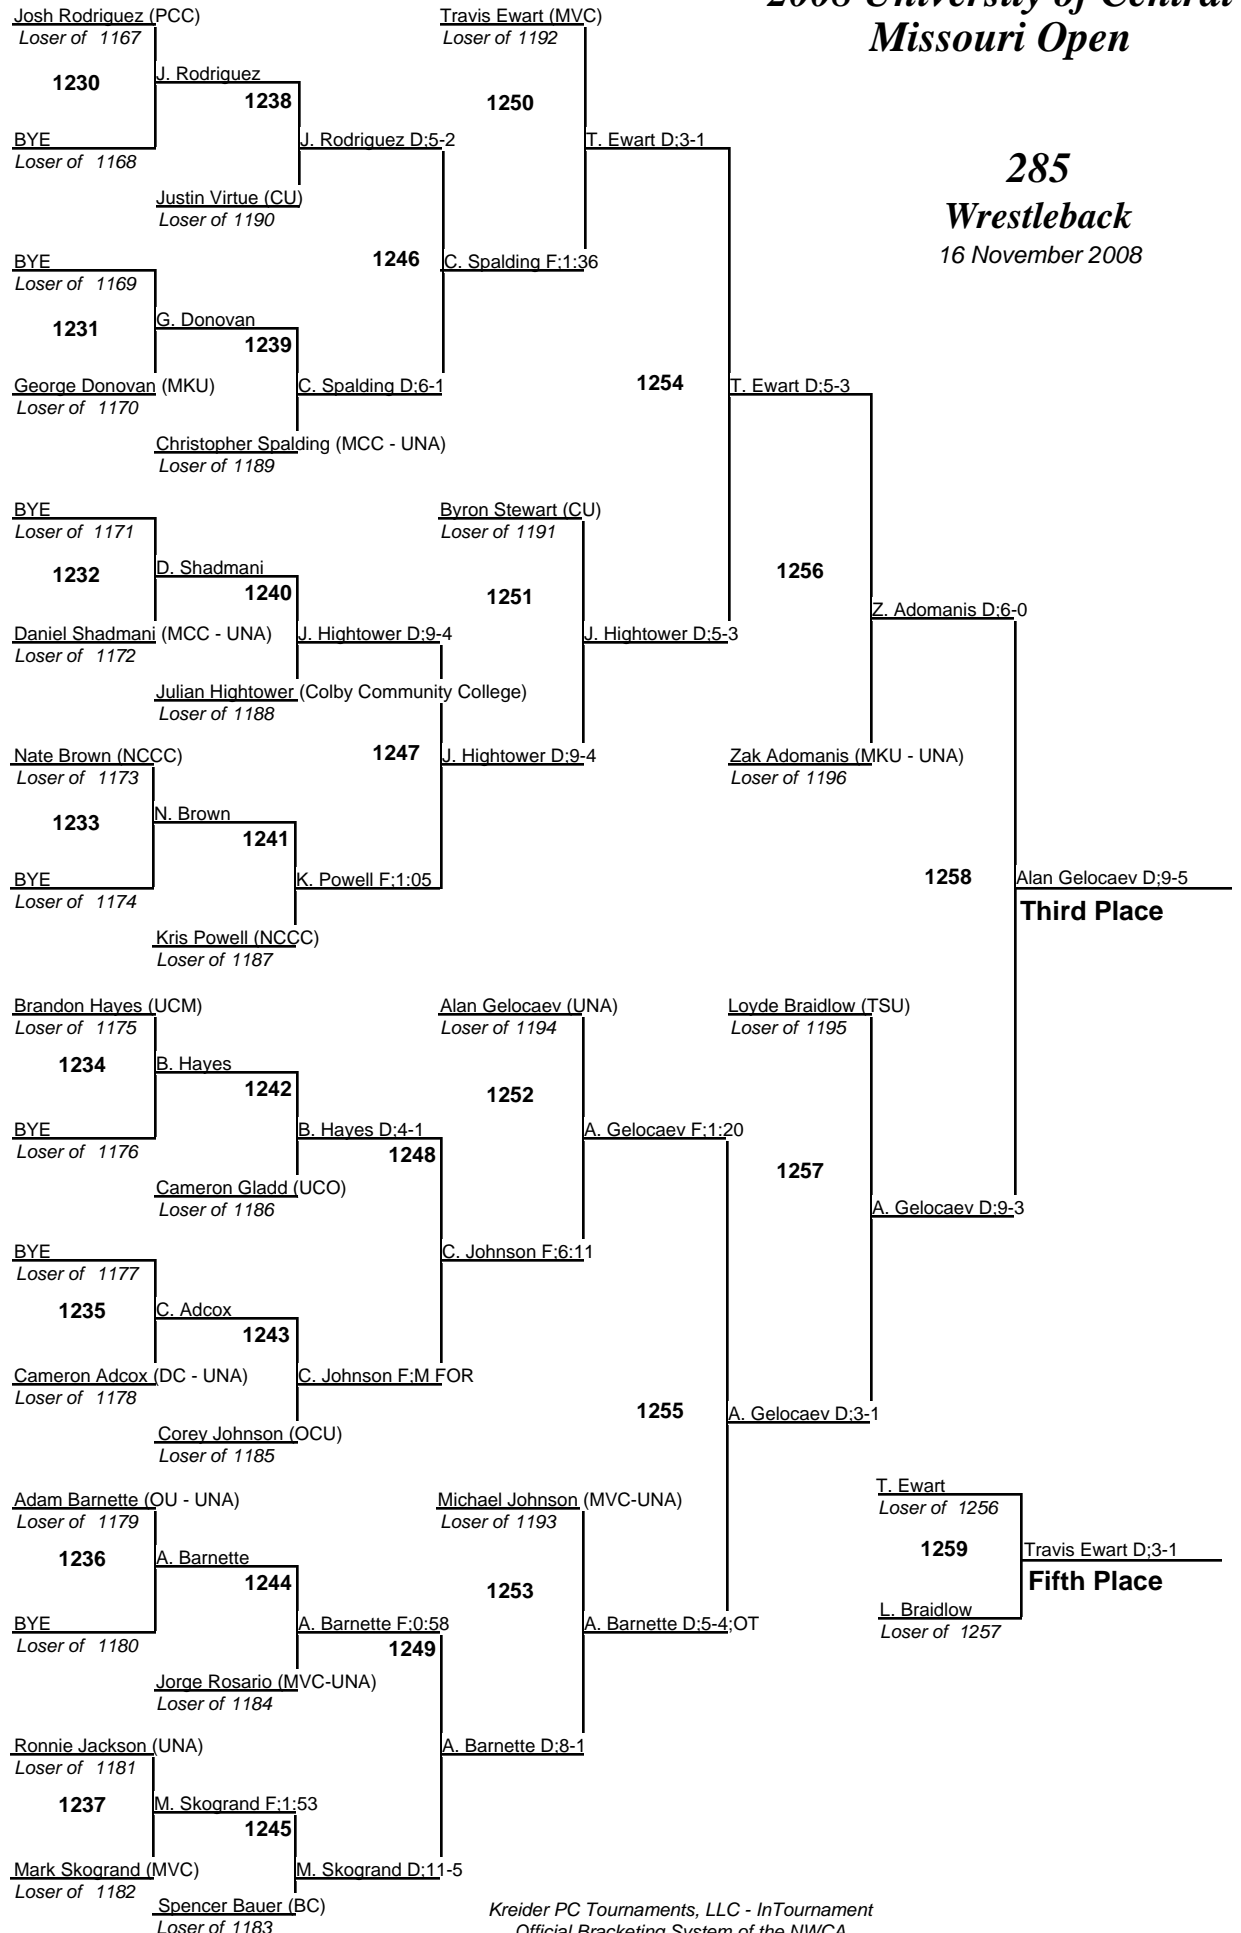 2008 University of Central
Missouri Open
285
Wrestleback
16 November 2008
Josh Rodriguez (PCC)
Loser of 1167
1230
J. Rodriguez
1238
BYE
Loser of 1168
J. Rodriguez D;5-2
Justin Virtue (CU)
Loser of 1190
1246
C. Spalding F;1:36
BYE
Loser of 1169
1231
G. Donovan
1239
George Donovan (MKU)
Loser of 1170
C. Spalding D;6-1
Christopher Spalding (MCC - UNA)
Loser of 1189
Travis Ewart (MVC)
Loser of 1192
1250
T. Ewart D;3-1
1254
T. Ewart D;5-3
BYE
Loser of 1171
1232
D. Shadmani
1240
Daniel Shadmani (MCC - UNA)
Loser of 1172
J. Hightower D;9-4
Julian Hightower (Colby Community College)
Loser of 1188
1247
J. Hightower D;9-4
Nate Brown (NCCC)
Loser of 1173
1233
N. Brown
1241
BYE
Loser of 1174
K. Powell F;1:05
Kris Powell (NCCC)
Loser of 1187
Byron Stewart (CU)
Loser of 1191
1251
J. Hightower D;5-3
1256
Z. Adomanis D;6-0
Zak Adomanis (MKU - UNA)
Loser of 1196
1258
Alan Gelocaev D;9-5
Third Place
Brandon Hayes (UCM)
Loser of 1175
1234
B. Hayes
1242
BYE
Loser of 1176
B. Hayes D;4-1
1248
Cameron Gladd (UCO)
Loser of 1186
C. Johnson F;6:11
BYE
Loser of 1177
1235
C. Adcox
1243
Cameron Adcox (DC - UNA)
Loser of 1178
C. Johnson F;M FOR
Corey Johnson (OCU)
Loser of 1185
Alan Gelocaev (UNA)
Loser of 1194
1252
A. Gelocaev F;1:20
Loyde Braidlow (TSU)
Loser of 1195
1257
A. Gelocaev D;9-3
1255
A. Gelocaev D;3-1
Adam Barnette (OU - UNA)
Loser of 1179
1236
A. Barnette
1244
BYE
Loser of 1180
A. Barnette F;0:58
1249
Jorge Rosario (MVC-UNA)
Loser of 1184
A. Barnette D;8-1
Ronnie Jackson (UNA)
Loser of 1181
1237
M. Skogrand F;1:53
1245
Mark Skogrand (MVC)
Loser of 1182
M. Skogrand D;11-5
Spencer Bauer (BC)
Loser of 1183
Michael Johnson (MVC-UNA)
Loser of 1193
1253
A. Barnette D;5-4;OT
T. Ewart
Loser of 1256
1259
Travis Ewart D;3-1
Fifth Place
L. Braidlow
Loser of 1257
Kreider PC Tournaments, LLC - InTournament
Official Bracketing System of the NWCA